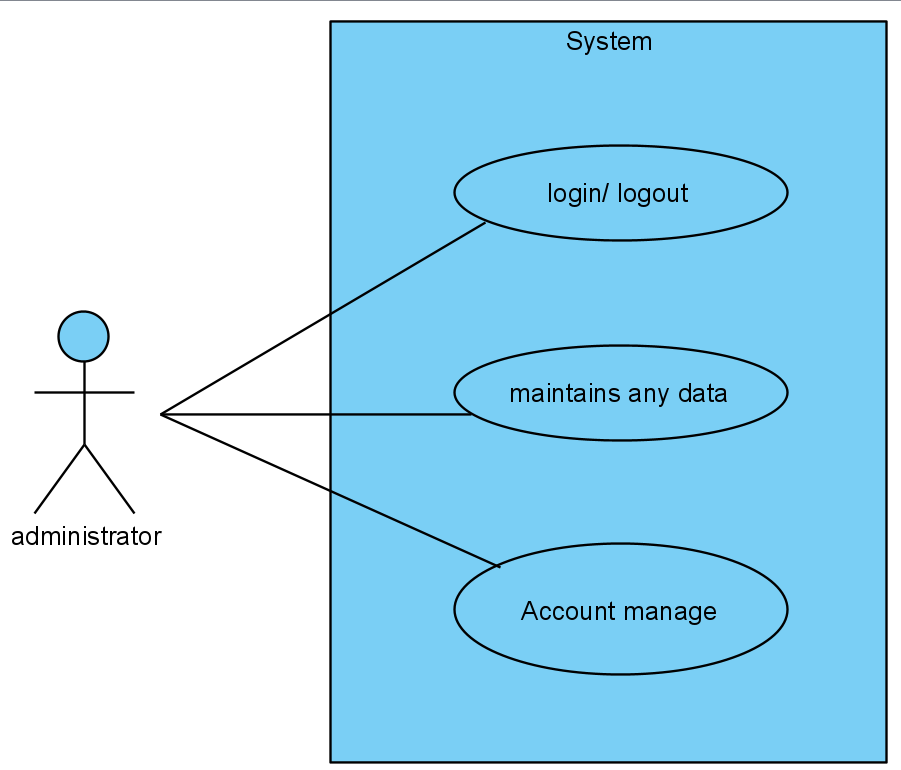 System
login/ logout
maintains any data
administrator
Account manage